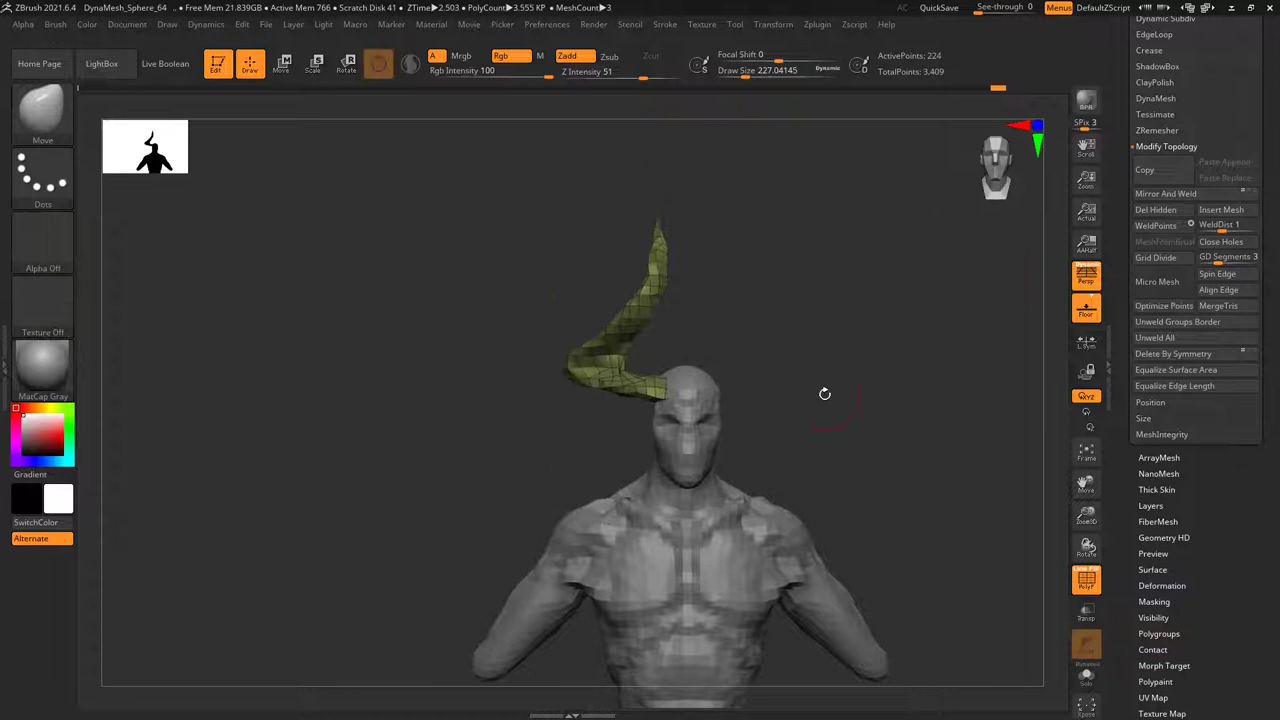 ZBrush 2021.6.4 DynaMesh_Sphere_64 • Free Mem 21.839GB • Active Mem 766 • Scratch Disk 41 • ZTime▶2.503 • PolyCount▶3.555 KP • MeshCount▶3 AC QuickSave See-through 0 Menus DefaultZScript
Alpha Brush Color Document Draw Dynamics Edit File Layer Light Macro Marker Material Movie Picker Preferences Render Stencil Stroke Texture Tool Transform Zplugin Zscript Help
Home Page
LightBox
Live Boolean
Edit
Draw
Move
Scale
Rotate
A
Mrgb
Rgb
M
Rgb Intensity 100
Zadd
Zsub
Zcut
Z Intensity 51
S
Focal Shift 0
Draw Size 227.04145
Dynamic
D
ActivePoints: 224
TotalPoints: 3.409
Move
Dots
Alpha Off
Texture Off
MatCap Gray
Gradient
SwitchColor
Alternate
BPR
SPix 3
Scroll
Zoom
Actual
AAHalf
Dynamic
Persp
Floor
L.Sym
XYZ
Frame
Move
Zoom3D
Rotate
Line Fill
PolyF
Transp
Dynamic
Solo
Xpose
Dynamic Subdiv
EdgeLoop
Crease
ShadowBox
ClayPolish
DynaMesh
Tessimate
ZRemesher
Modify Topology
Copy
Paste Append
Paste Replace
Mirror And Weld
Del Hidden
Insert Mesh
WeldPoints
WeldDist 1
MeshFromBrush
Close Holes
Grid Divide
GD Segments 3
Micro Mesh
Spin Edge
Align Edge
Optimize Points
MergeTris
Unweld Groups Border
Unweld All
Delete By Symmetry
Equalize Surface Area
Equalize Edge Length
Position
Size
MeshIntegrity
ArrayMesh
NanoMesh
Thick Skin
Layers
FiberMesh
Geometry HD
Preview
Surface
Deformation
Masking
Visibility
Polygroups
Contact
Morph Target
Polypaint
UV Map
Texture Map